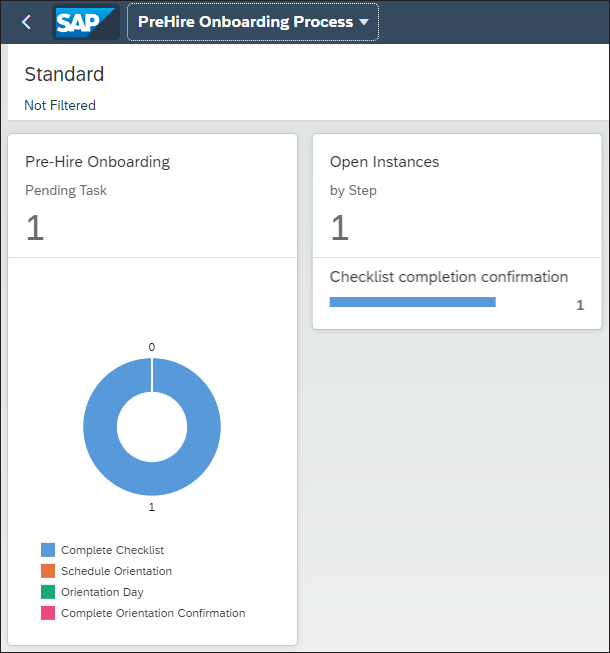 SAP PreHire Onboarding Process
Standard
Not Filtered
Pre-Hire Onboarding
Pending Task
1
0
1
Complete Checklist
Schedule Orientation
Orientation Day
Complete Orientation Confirmation
Open Instances
by Step
1
Checklist completion confirmation
1